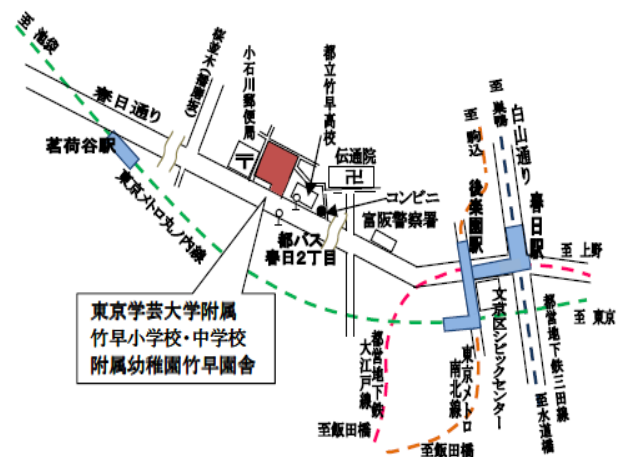 至 池袋
春日通り
茗荷谷駅
東京メトロ丸ノ内線
桜並木(播磨坂)
小石川郵便局
〒
都立竹早高校
伝通院
卍
コンビニ
富阪警察署
都バス
春日2丁目
東京学芸大学附属
竹早小学校・中学校
附属幼稚園竹早園舎
至 駒込
至 巣鴨
白山通り
後楽園駅
春日駅
至 上野
至 東京
文京区シビックセンター
都営地下鉄三田線
至水道橋
東京メトロ
南北線
至飯田橋
都営地下鉄
大江戸線
至飯田橋